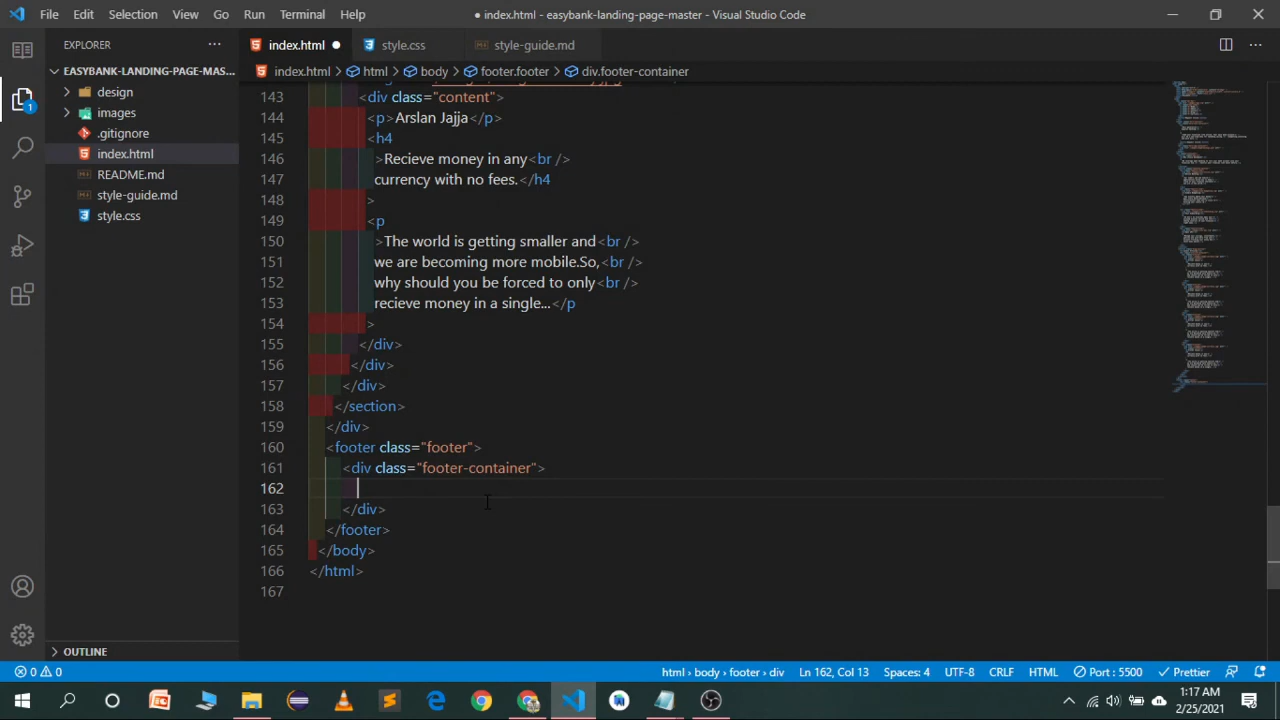 File Edit Selection View Go Run Terminal Help
● index.html - easybank-landing-page-master - Visual Studio Code
EXPLORER
EASYBANK-LANDING-PAGE-MAS...
design
images
.gitignore
index.html
README.md
style-guide.md
style.css
OUTLINE
index.html ● style.css style-guide.md
index.html › html › body › footer.footer › div.footer-container
143 <div class="content">
144 <p>Arslan Jajja</p>
145 <h4
146 >Recieve money in any<br />
147 currency with no fees.</h4
148 >
149 <p
150 >The world is getting smaller and<br />
151 we are becoming more mobile.So,<br />
152 why should you be forced to only<br />
153 recieve money in a single...</p
154 >
155 </div>
156 </div>
157 </div>
158 </section>
159 </div>
160 <footer class="footer">
161 <div class="footer-container">
162
163 </div>
164 </footer>
165 </body>
166 </html>
167
1
0 0
html › body › footer › div Ln 162, Col 13 Spaces: 4 UTF-8 CRLF HTML Port : 5500 Prettier
1:17 AM
2/25/2021